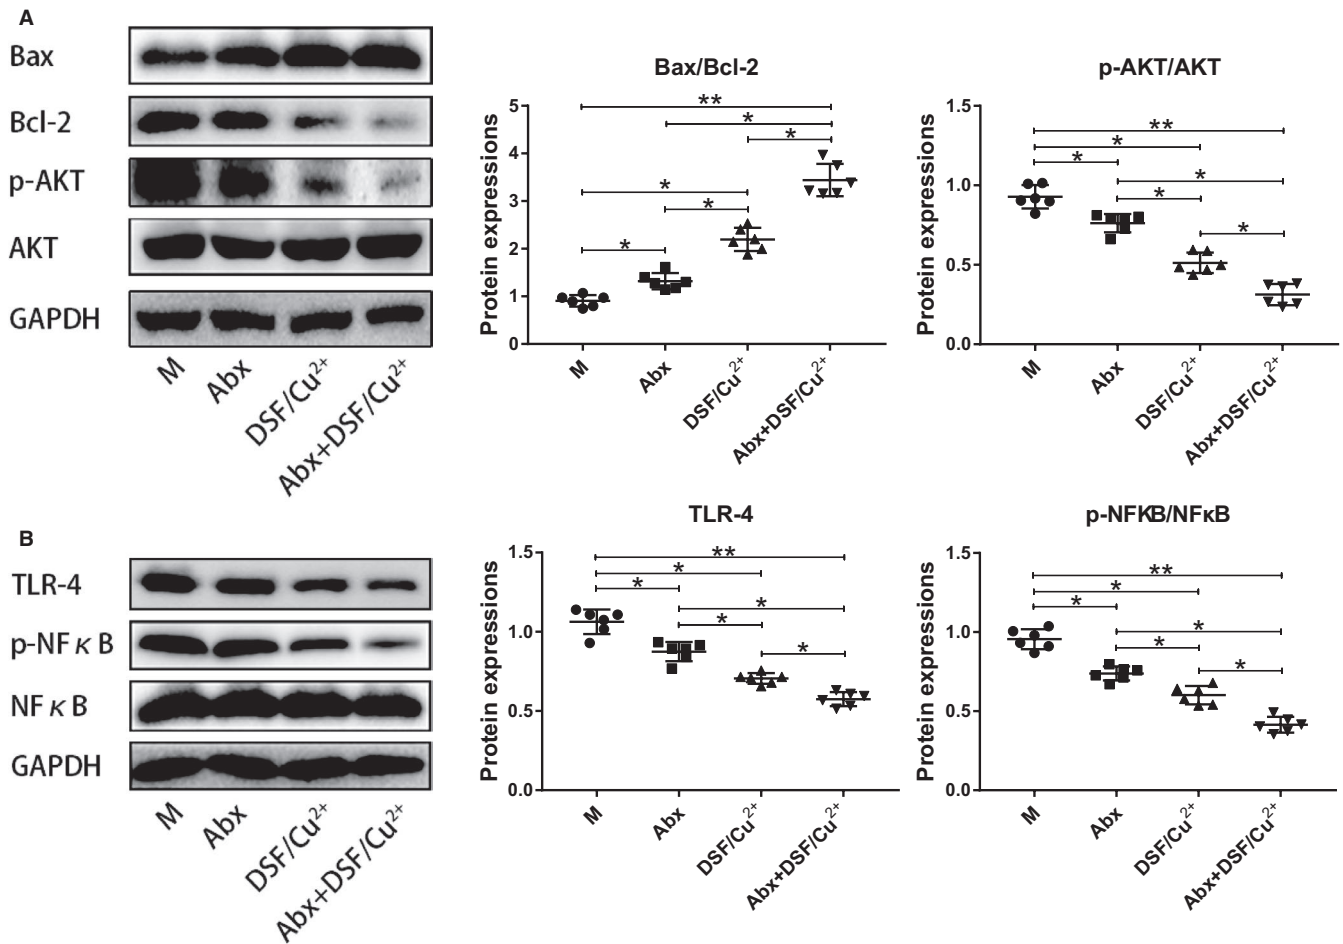 A
Bax
Bcl-2
p-AKT
AKT
GAPDH
M
Abx
DSF/Cu²⁺
Abx+DSF/Cu²⁺
Bax/Bcl-2
Protein expressions
5
4
3
2
1
0
**
*
*
*
*
*
M
Abx
DSF/Cu²⁺
Abx+DSF/Cu²⁺
p-AKT/AKT
Protein expressions
1.5
1.0
0.5
0.0
**
*
*
*
*
*
M
Abx
DSF/Cu²⁺
Abx+DSF/Cu²⁺
B
TLR-4
p-NFκB
NFκB
GAPDH
M
Abx
DSF/Cu²⁺
Abx+DSF/Cu²⁺
TLR-4
Protein expressions
1.5
1.0
0.5
0.0
**
*
*
*
*
*
M
Abx
DSF/Cu²⁺
Abx+DSF/Cu²⁺
p-NFKB/NFκB
Protein expressions
1.5
1.0
0.5
0.0
**
*
*
*
*
*
M
Abx
DSF/Cu²⁺
Abx+DSF/Cu²⁺